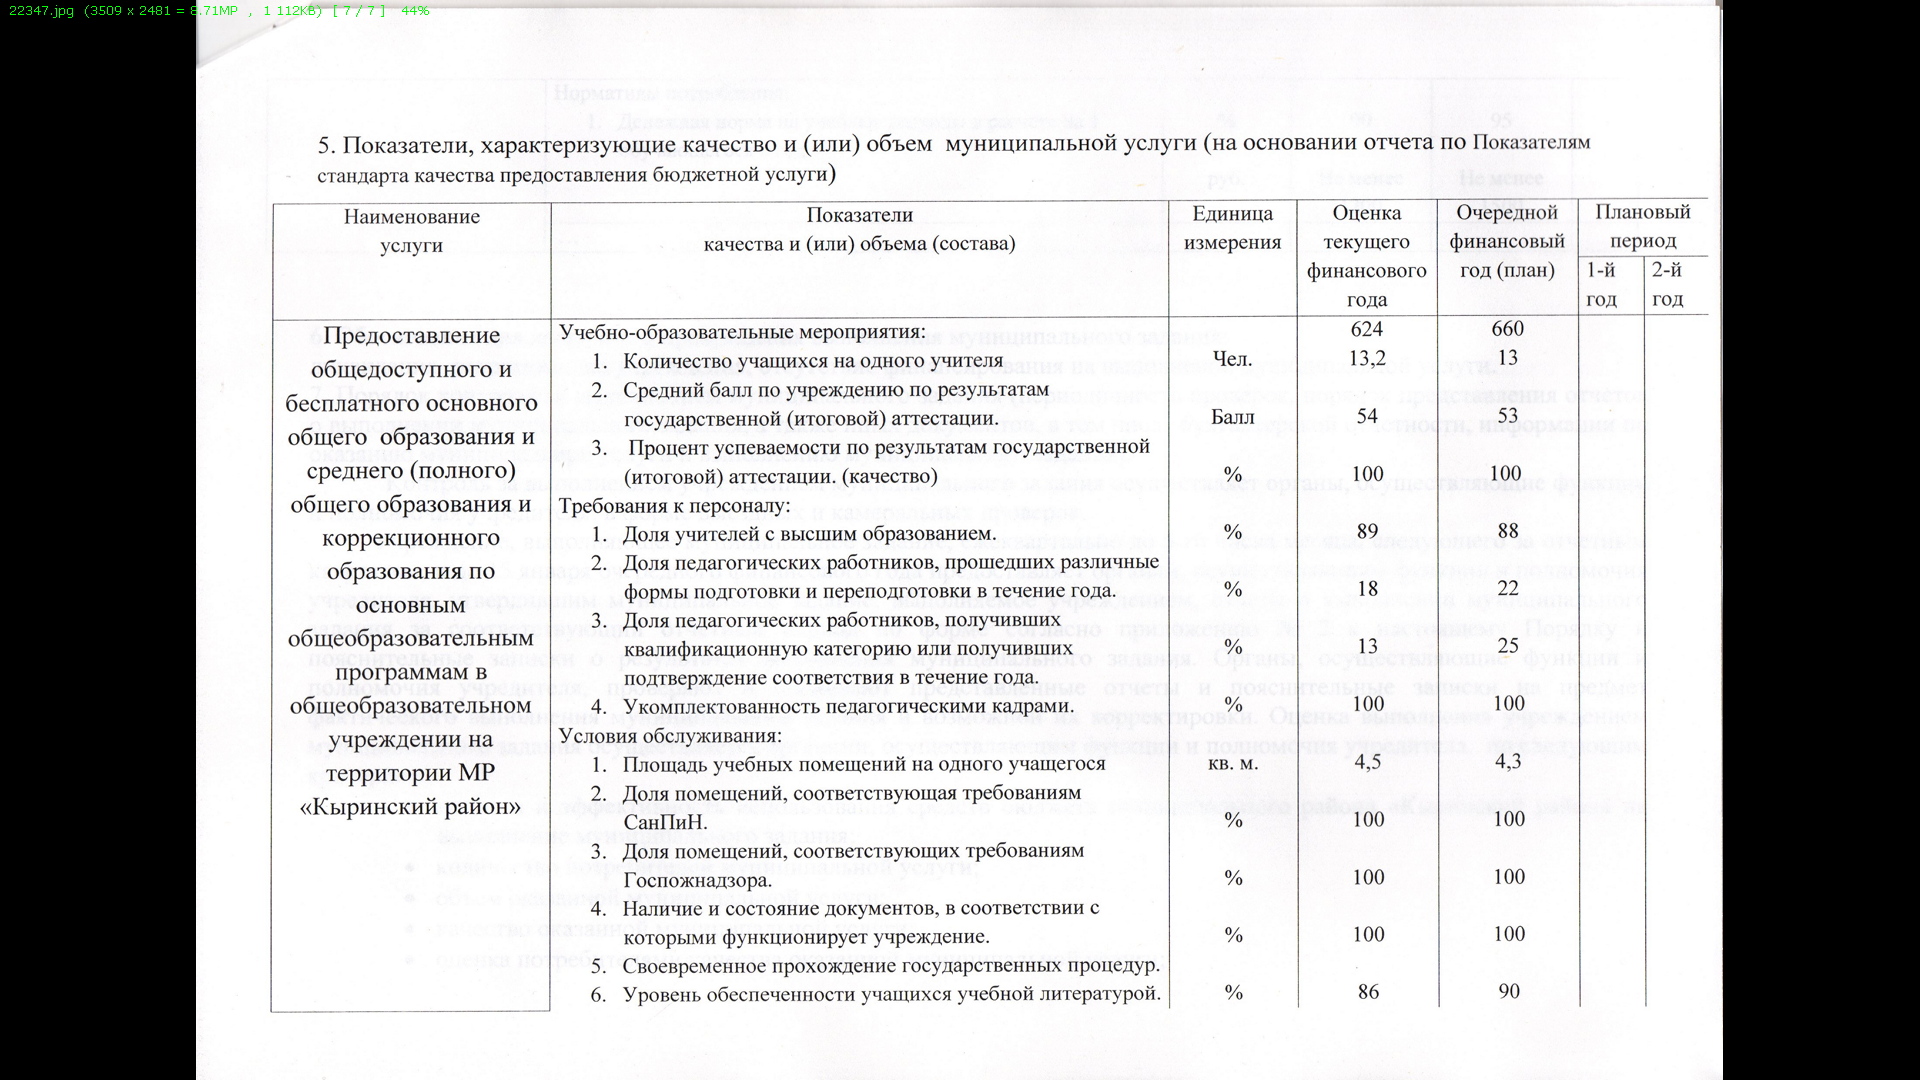 22347.jpg (3509 x 2481 = 8.71MP , 1 112KB) [ 7 / 7 ] 44%
5. Показатели, характеризующие качество и (или) объем муниципальной услуги (на основании отчета по Показателям
стандарта качества предоставления бюджетной услуги)
Наименование
услуги
Показатели
качества и (или) объема (состава)
Единица
измерения
Оценка
текущего
финансового
года
Очередной
финансовый
год (план)
Плановый
период
1-й
год
2-й
год
Предоставление
общедоступного и
бесплатного основного
общего образования и
среднего (полного)
общего образования и
коррекционного
образования по
основным
общеобразовательным
программам в
общеобразовательном
учреждении на
территории МР
«Кыринский район»
Учебно-образовательные мероприятия: 624 660
1. Количество учащихся на одного учителя Чел. 13,2 13
2. Средний балл по учреждению по результатам
государственной (итоговой) аттестации. Балл 54 53
3. Процент успеваемости по результатам государственной
(итоговой) аттестации. (качество) % 100 100
Требования к персоналу:
1. Доля учителей с высшим образованием. % 89 88
2. Доля педагогических работников, прошедших различные
формы подготовки и переподготовки в течение года. % 18 22
3. Доля педагогических работников, получивших
квалификационную категорию или получивших % 13 25
подтверждение соответствия в течение года.
4. Укомплектованность педагогическими кадрами. % 100 100
Условия обслуживания:
1. Площадь учебных помещений на одного учащегося кв. м. 4,5 4,3
2. Доля помещений, соответствующая требованиям
СанПиН. % 100 100
3. Доля помещений, соответствующих требованиям
Госпожнадзора. % 100 100
4. Наличие и состояние документов, в соответствии с
которыми функционирует учреждение. % 100 100
5. Своевременное прохождение государственных процедур.
6. Уровень обеспеченности учащихся учебной литературой. % 86 90